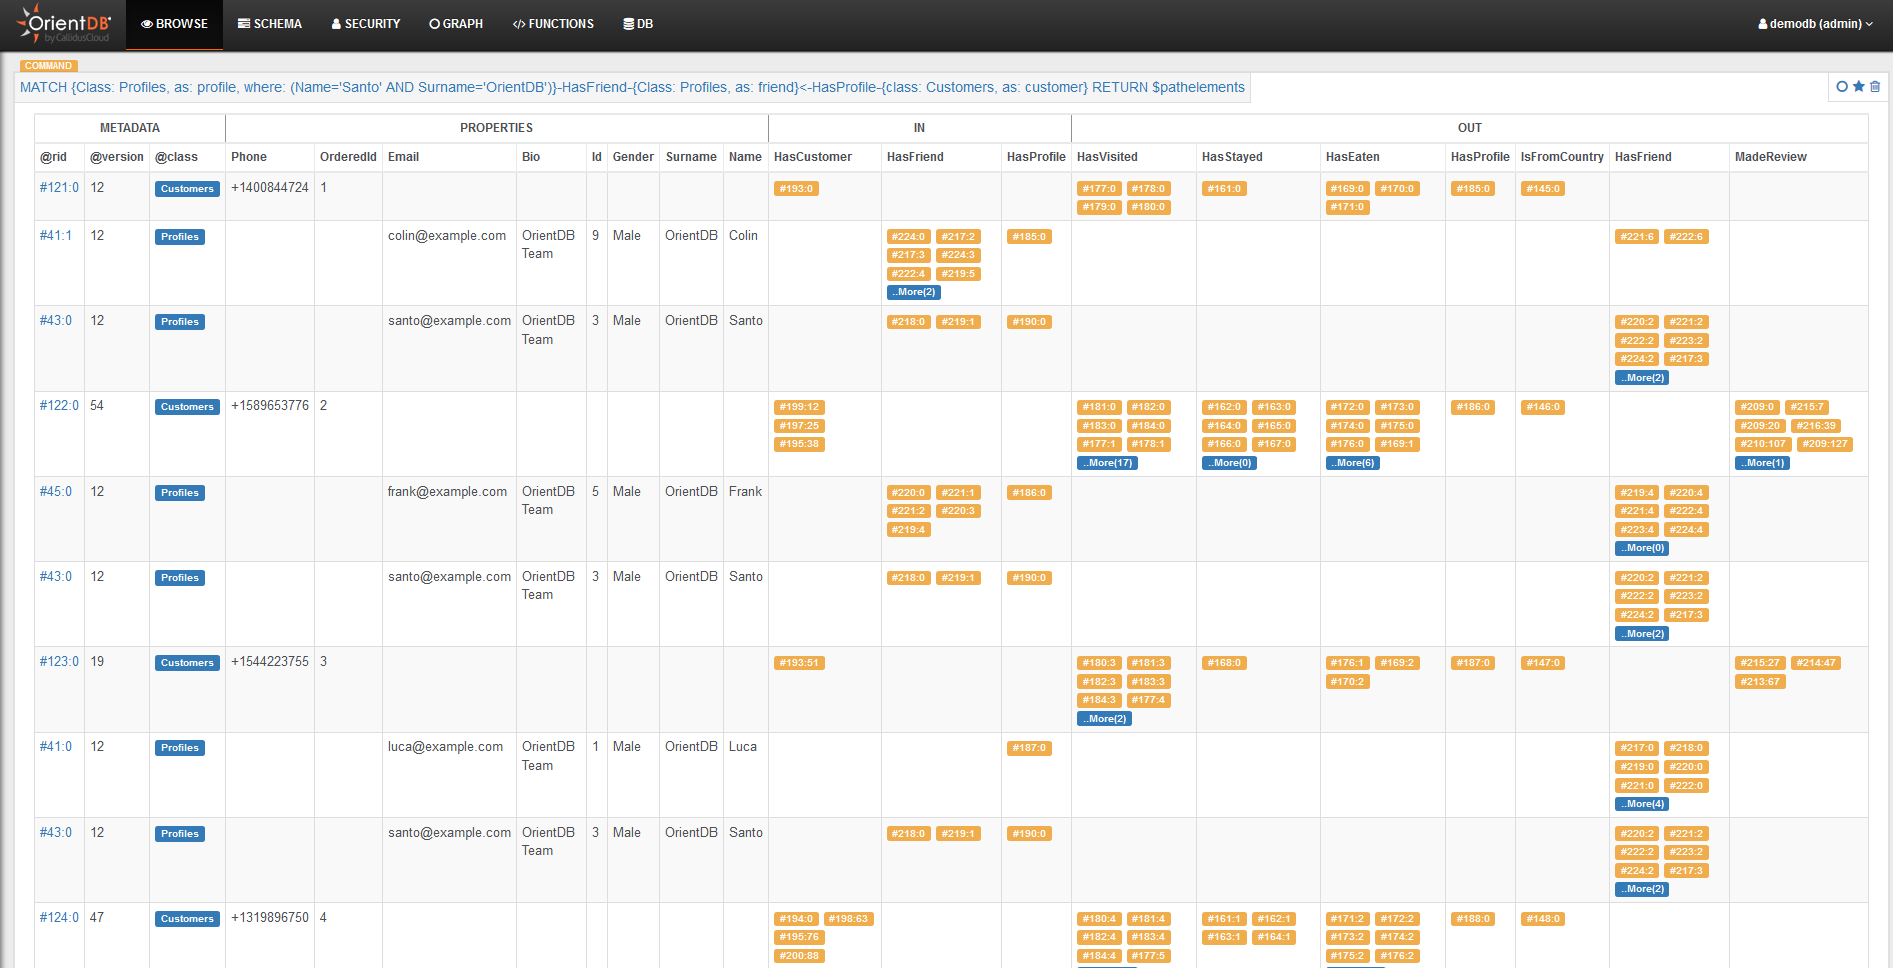 OrientDB
by CallidusCloud
BROWSE SCHEMA SECURITY GRAPH </> FUNCTIONS DB demodb (admin)
COMMAND
MATCH {Class: Profiles, as: profile, where: (Name='Santo' AND Surname='OrientDB')}-HasFriend-{Class: Profiles, as: friend}<-HasProfile-{class: Customers, as: customer} RETURN $pathelements
METADATA PROPERTIES IN OUT
@rid @version @class Phone OrderedId Email Bio Id Gender Surname Name HasCustomer HasFriend HasProfile HasVisited HasStayed HasEaten HasProfile IsFromCountry HasFriend MadeReview
#121:0 12 Customers +1400844724 1 #193:0 #177:0 #178:0 #161:0 #169:0 #170:0 #185:0 #145:0
#179:0 #180:0 #171:0
#41:1 12 Profiles colin@example.com OrientDB 9 Male OrientDB Colin #224:0 #217:2 #185:0 #221:6 #222:6
Team #217:3 #224:3
#222:4 #219:5
..More(2)
#43:0 12 Profiles santo@example.com OrientDB 3 Male OrientDB Santo #218:0 #219:1 #190:0 #220:2 #221:2
Team #222:2 #223:2
#224:2 #217:3
..More(2)
#122:0 54 Customers +1589653776 2 #199:12 #181:0 #182:0 #162:0 #163:0 #172:0 #173:0 #186:0 #146:0 #209:0 #215:7
#197:25 #183:0 #184:0 #164:0 #165:0 #174:0 #175:0 #209:20 #216:39
#195:38 #177:1 #178:1 #166:0 #167:0 #176:0 #169:1 #210:107 #209:127
..More(17) ..More(0) ..More(6) ..More(1)
#45:0 12 Profiles frank@example.com OrientDB 5 Male OrientDB Frank #220:0 #221:1 #186:0 #219:4 #220:4
Team #221:2 #220:3 #221:4 #222:4
#219:4 #223:4 #224:4
..More(0)
#43:0 12 Profiles santo@example.com OrientDB 3 Male OrientDB Santo #218:0 #219:1 #190:0 #220:2 #221:2
Team #222:2 #223:2
#224:2 #217:3
..More(2)
#123:0 19 Customers +1544223755 3 #193:51 #180:3 #181:3 #168:0 #176:1 #169:2 #187:0 #147:0 #215:27 #214:47
#182:3 #183:3 #170:2 #213:67
#184:3 #177:4
..More(2)
#41:0 12 Profiles luca@example.com OrientDB 1 Male OrientDB Luca #187:0 #217:0 #218:0
Team #219:0 #220:0
#221:0 #222:0
..More(4)
#43:0 12 Profiles santo@example.com OrientDB 3 Male OrientDB Santo #218:0 #219:1 #190:0 #220:2 #221:2
Team #222:2 #223:2
#224:2 #217:3
..More(2)
#124:0 47 Customers +1319896750 4 #194:0 #198:63 #180:4 #181:4 #161:1 #162:1 #171:2 #172:2 #188:0 #148:0
#195:76 #182:4 #183:4 #163:1 #164:1 #173:2 #174:2
#200:88 #184:4 #177:5 #175:2 #176:2